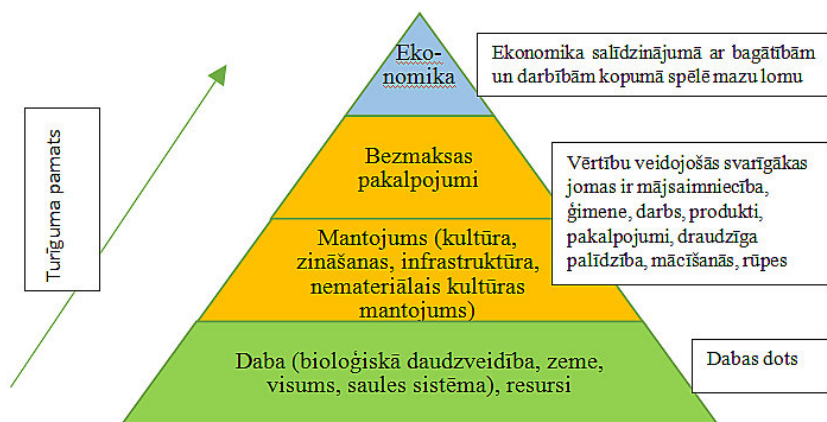 Turīguma pamats
Eko-
nomika
Ekonomika salīdzinājumā ar bagātībām
un darbībām kopumā spēlē mazu lomu
Bezmaksas
pakalpojumi
Vērtību veidojošās svarīgākas
jomas ir mājsaimniecība,
ģimene, darbs, produkti,
pakalpojumi, draudzīga
palīdzība, mācīšanās, rūpes
Mantojums (kultūra,
zināšanas, infrastruktūra,
nemateriālais kultūras
mantojums)
Daba (bioloģiskā daudzveidība, zeme,
visums, saules sistēma), resursi
Dabas dots